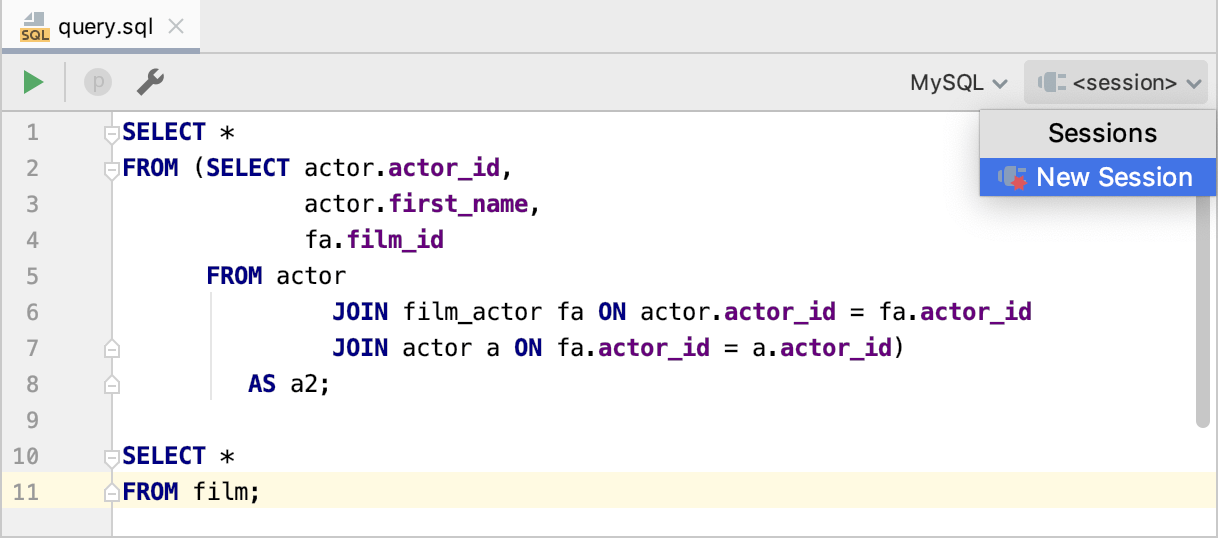 SQL query.sql
p MySQL <session>
Sessions
New Session
1 SELECT *
2 FROM (SELECT actor.actor_id,
3 actor.first_name,
4 fa.film_id
5 FROM actor
6 JOIN film_actor fa ON actor.actor_id = fa.actor_id
7 JOIN actor a ON fa.actor_id = a.actor_id)
8 AS a2;
9
10 SELECT *
11 FROM film;